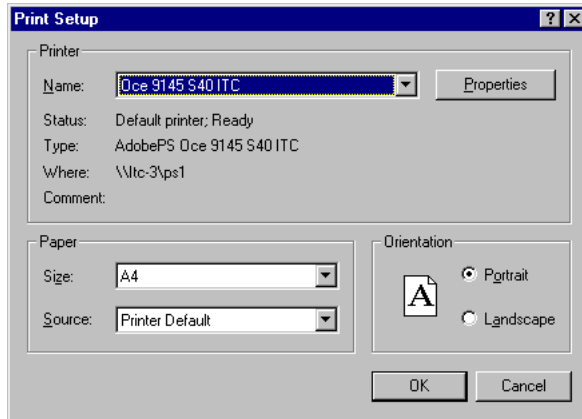 Print Setup
Printer
Name: Oce 9145 S40 ITC Properties
Status: Default printer; Ready
Type: AdobePS Oce 9145 S40 ITC
Where: \\Itc-3\ps1
Comment:
Paper Orientation
Size: A4 Portrait
A
Source: Printer Default Landscape
OK Cancel